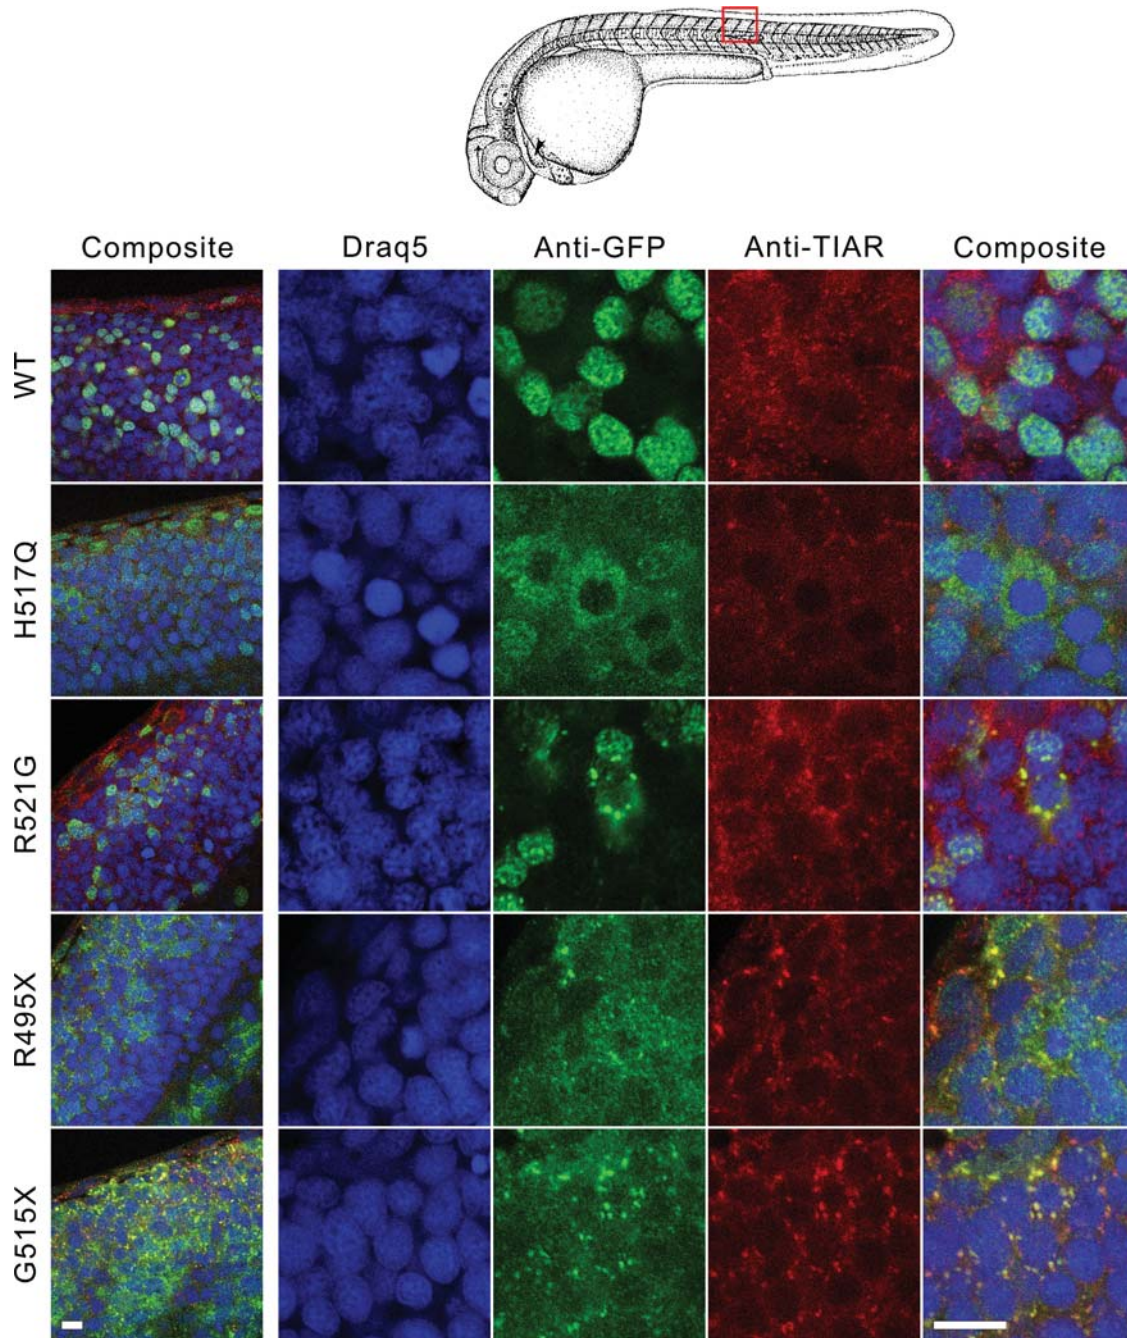 Composite Draq5 Anti-GFP Anti-TIAR Composite
WT
H517Q
R521G
R495X
G515X